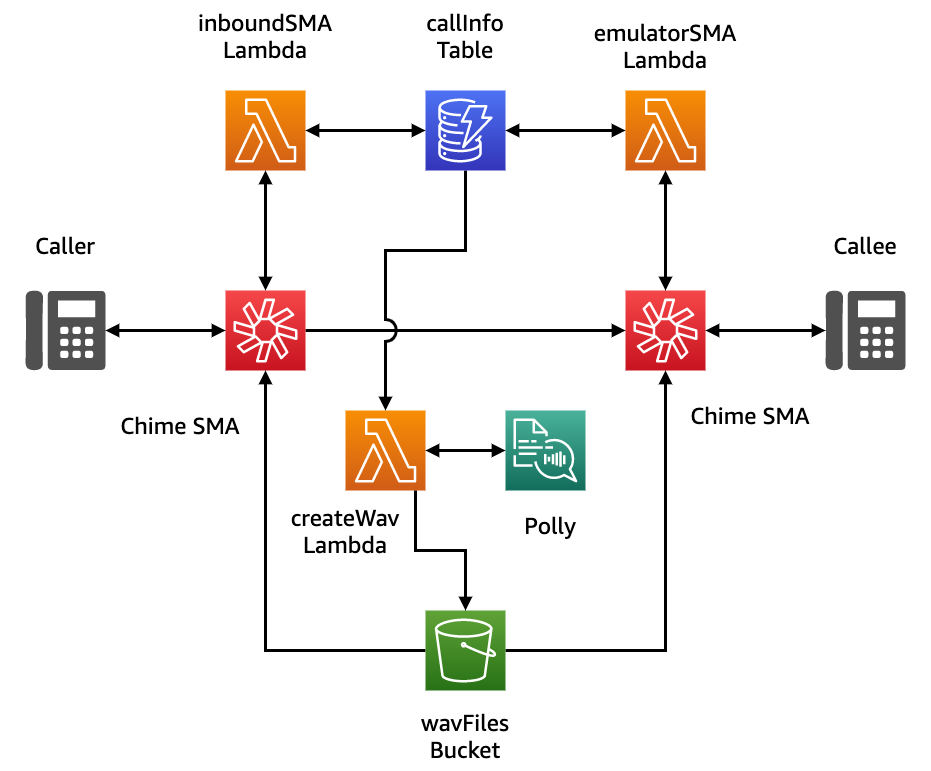 inboundSMA
Lambda
callInfo
Table
emulatorSMA
Lambda
Caller
Callee
Chime SMA
Chime SMA
createWav
Lambda
Polly
wavFiles
Bucket